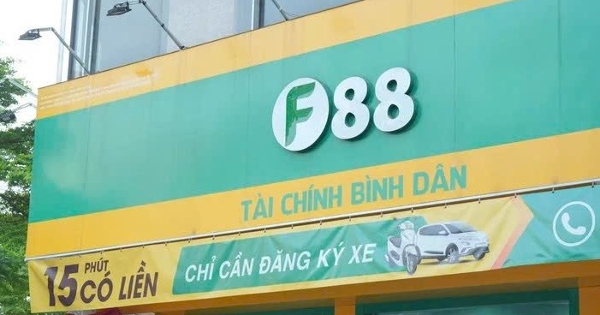 F88
TÀI CHÍNH BÌNH DÂN
15 PHÚT
CÓ LIỀN
CHỈ CẦN ĐĂNG KÝ XE